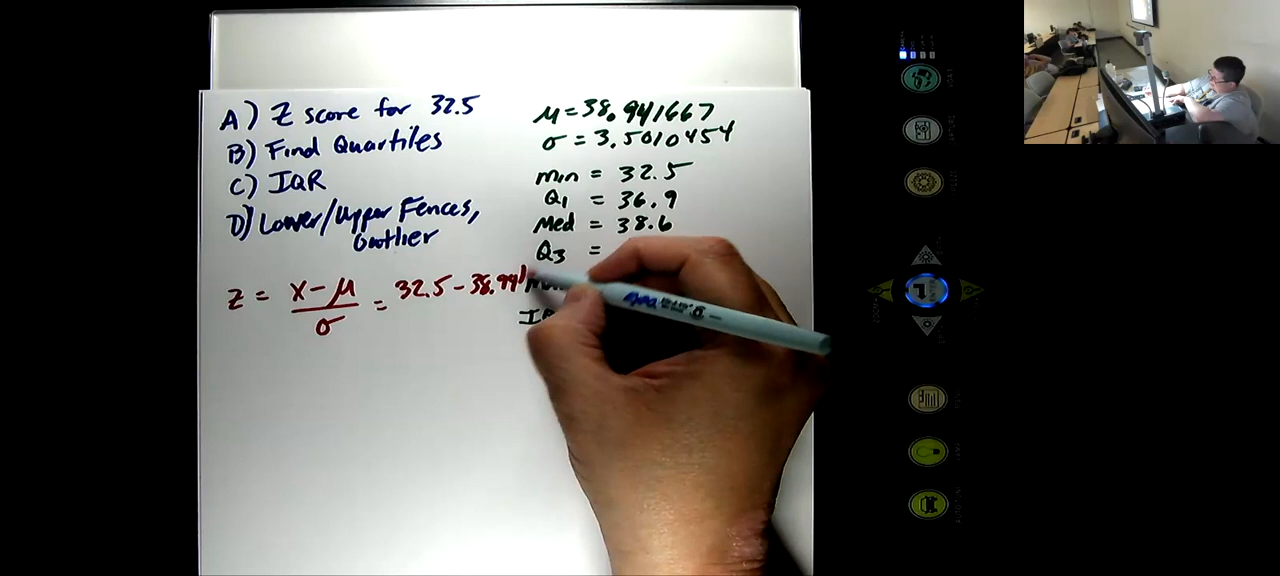 A) Z score for 32.5
B) Find Quartiles
C) IQR
D) Lower/Upper Fences,
Outlier
μ = 38.941667
σ = 3.5010454
min = 32.5
Q1 = 36.9
Med = 38.6
Q3 =
z = x - μ / σ = 32.5 - 38.941